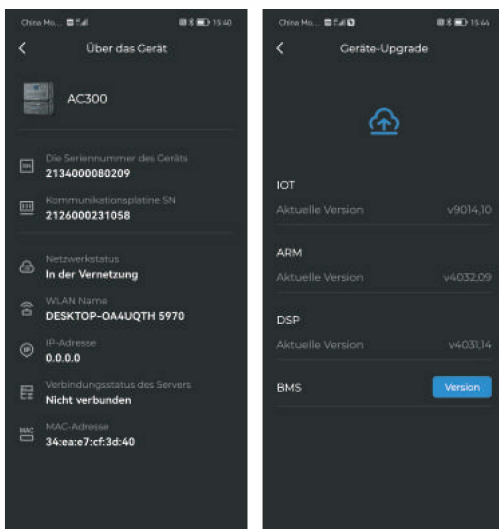 China Mo... 15:40
Über das Gerät
AC300
SN
Die Seriennummer des Geräts
2134000080209
Kommunikationsplatine SN
2126000231058
Netzwerkstatus
In der Vernetzung
WLAN Name
DESKTOP-OA4UQTH 5970
IP
IP-Adresse
0.0.0.0
Verbindungsstatus des Servers
Nicht verbunden
MAC
MAC-Adresse
34:ea:e7:cf:3d:40
China Mo... 15:44
Geräte-Upgrade
IOT
Aktuelle Version v9014,10
ARM
Aktuelle Version v4032,09
DSP
Aktuelle Version v4031,14
BMS Version